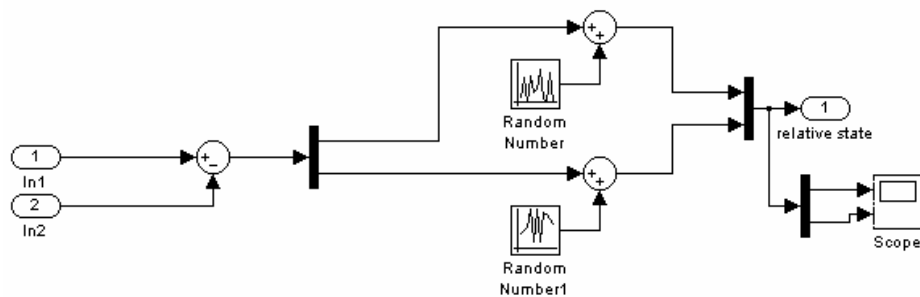 Random
Number
1
relative state
1
In1
2
In2
Random
Number1
Scope